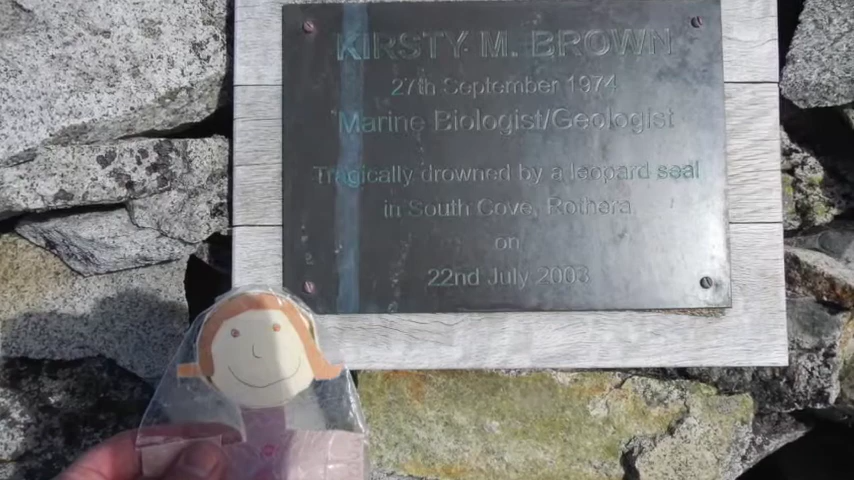 KIRSTY M. BROWN
27th September 1974
Marine Biologist/Geologist
Tragically drowned by a leopard seal
in South Cove, Rothera
on
22nd July 2003